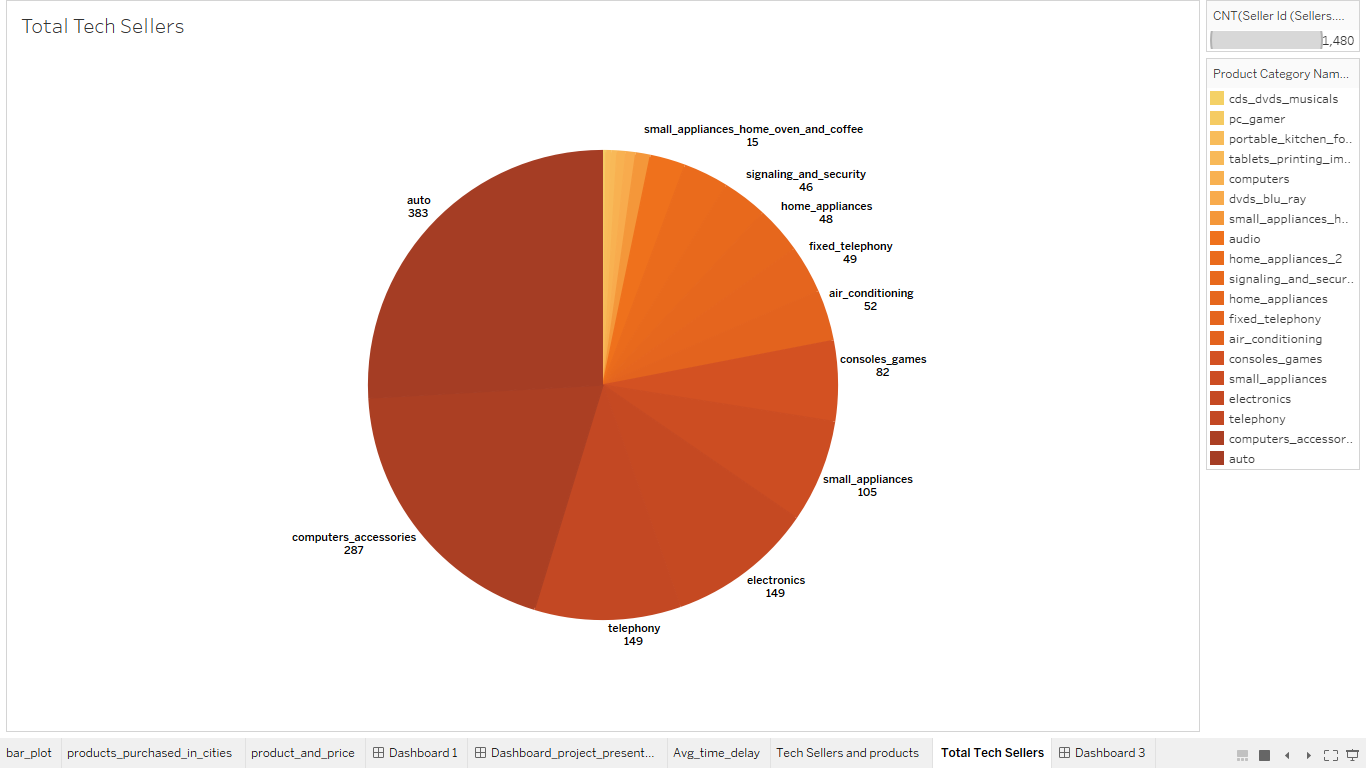 Total Tech Sellers
CNT(Seller Id (Sellers....
1,480
Product Category Nam...
cds_dvds_musicals
pc_gamer
portable_kitchen_fo..
tablets_printing_im..
computers
dvds_blu_ray
small_appliances_h..
audio
home_appliances_2
signaling_and_secur..
home_appliances
fixed_telephony
air_conditioning
consoles_games
small_appliances
electronics
telephony
computers_accessor..
auto
small_appliances_home_oven_and_coffee
15
signaling_and_security
46
home_appliances
48
fixed_telephony
49
air_conditioning
52
consoles_games
82
small_appliances
105
electronics
149
telephony
149
computers_accessories
287
auto
383
bar_plot products_purchased_in_cities product_and_price Dashboard 1 Dashboard_project_present... Avg_time_delay Tech Sellers and products Total Tech Sellers Dashboard 3